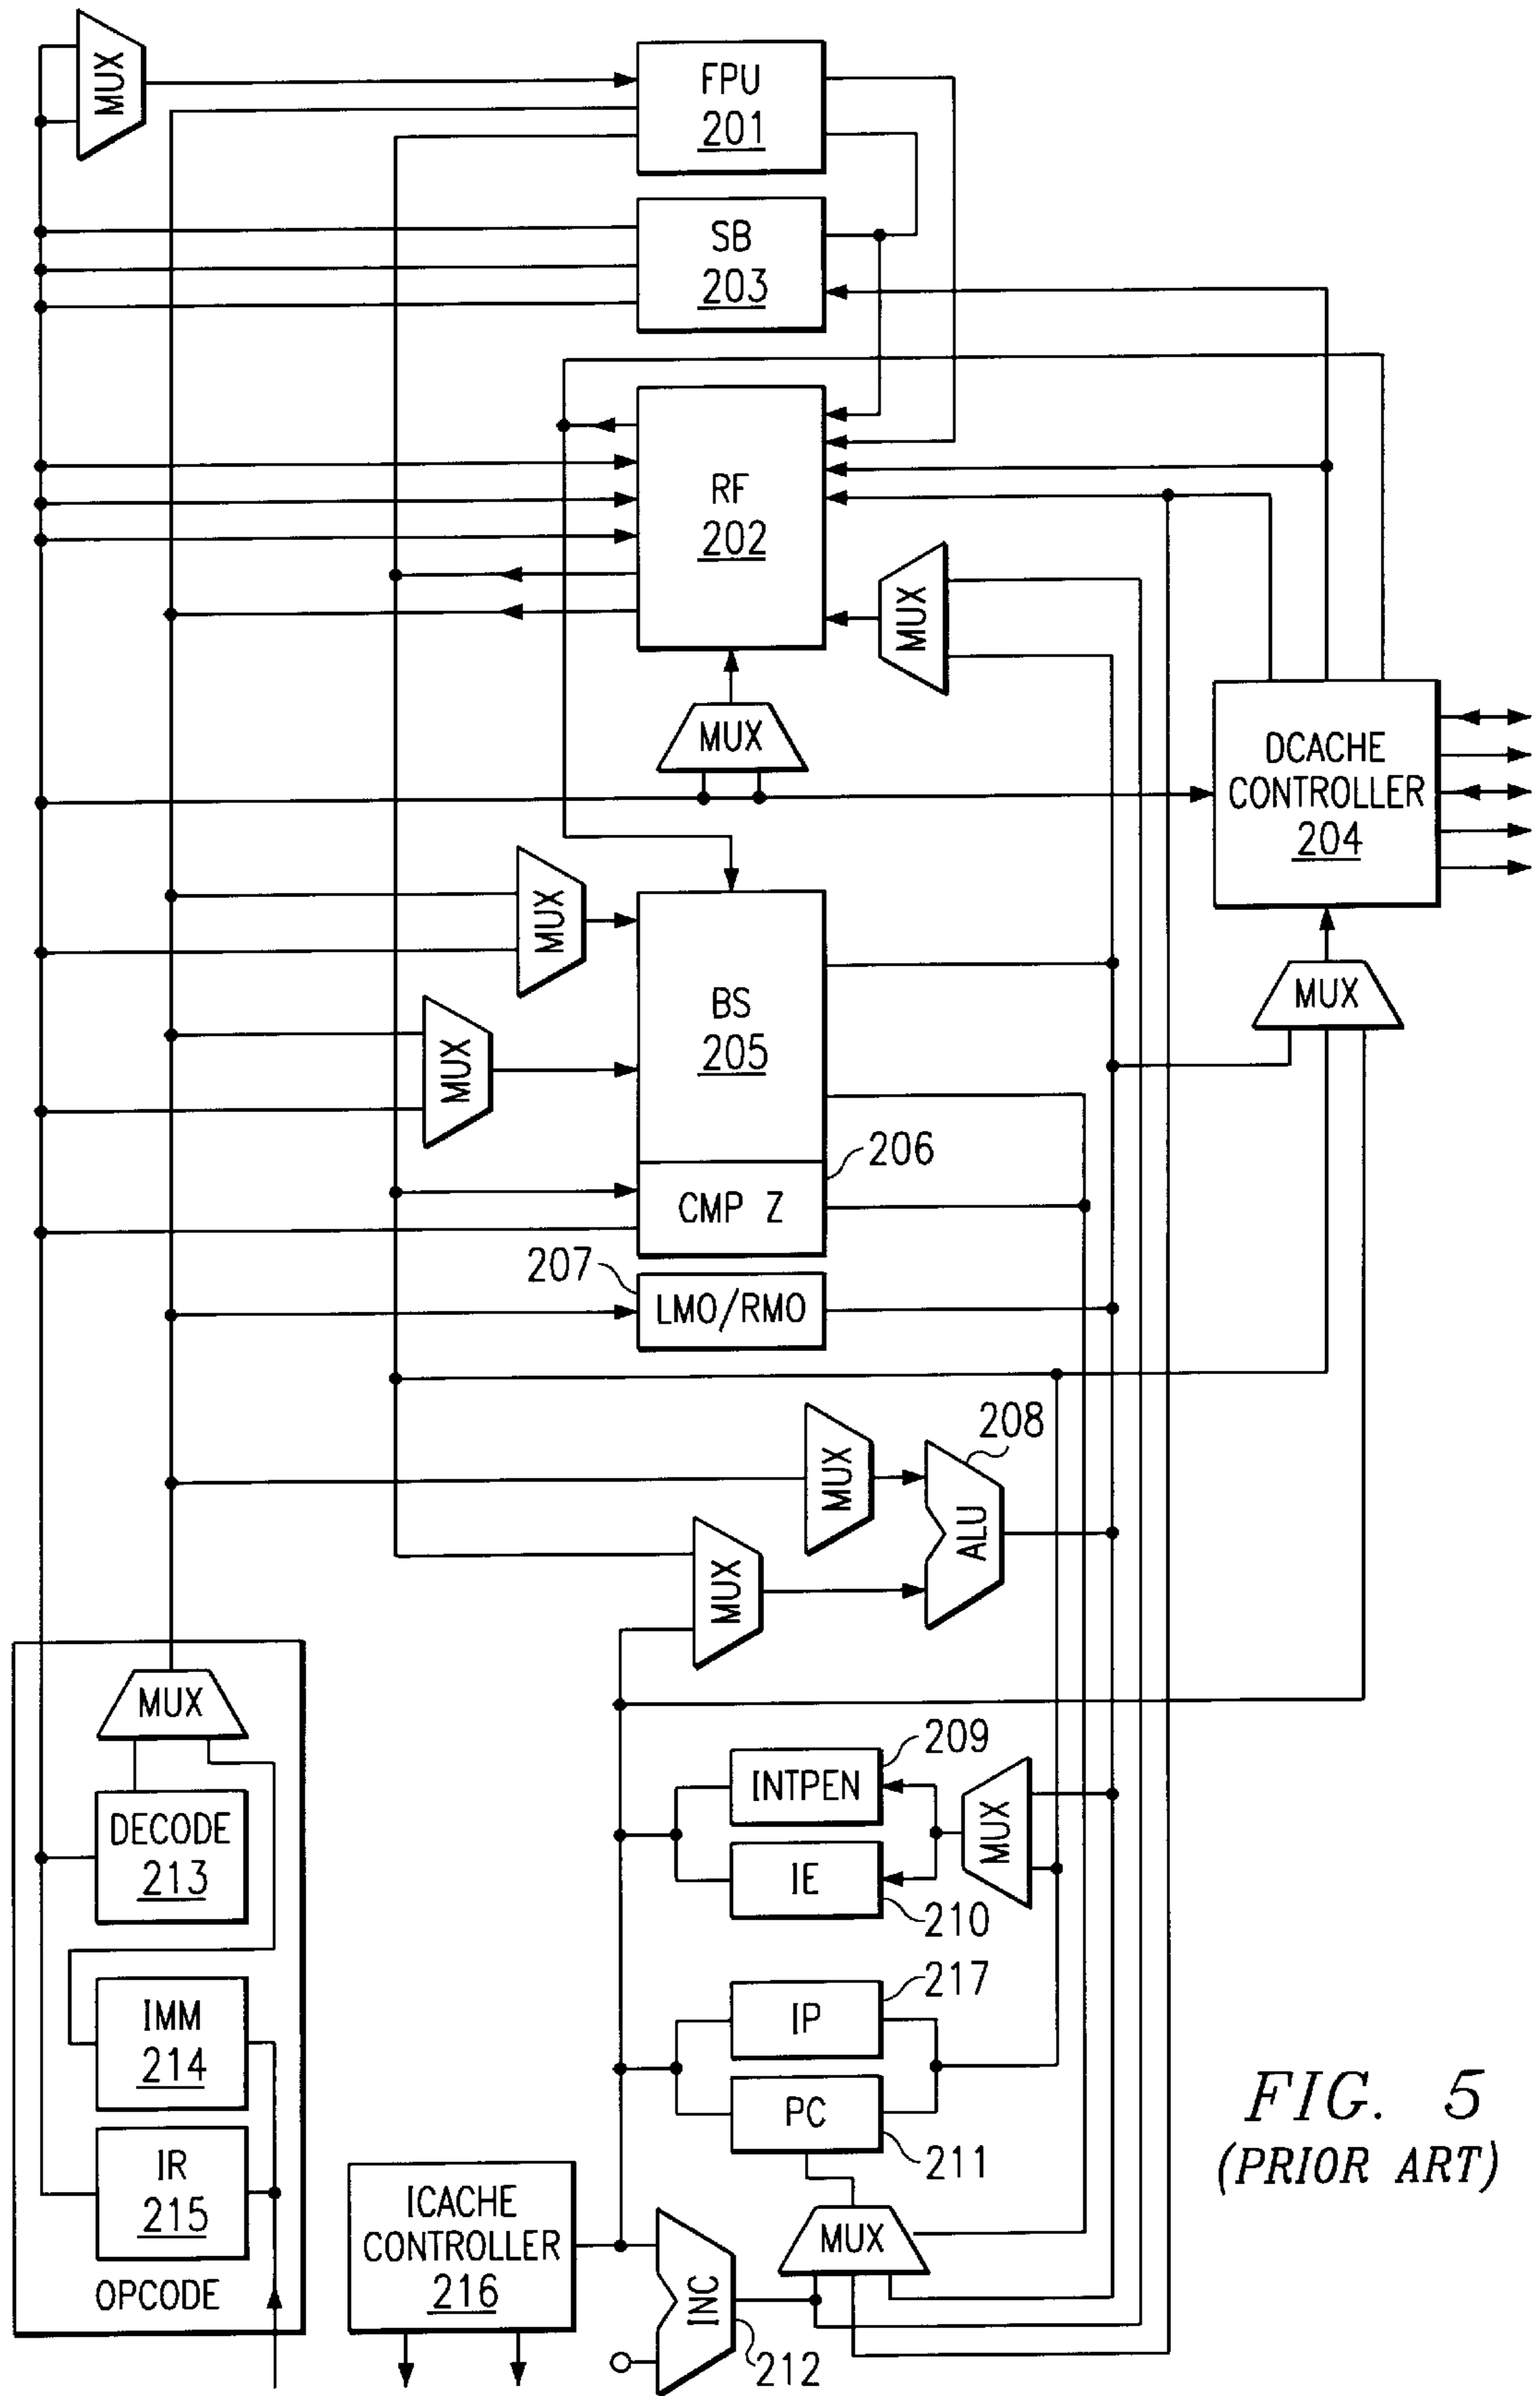 MUX
FPU
201
SB
203
RF
202
MUX
MUX
DCACHE
CONTROLLER
204
MUX
BS
205
MUX
MUX
206
CMP Z
207
LMO/RMO
208
MUX
ALU
MUX
MUX
209
INTPEN
MUX
DECODE
213
IE
210
217
IP
IMM
214
PC
211
IR
215
ICACHE
CONTROLLER
216
MUX
INC
212
OPCODE
FIG. 5
(PRIOR ART)